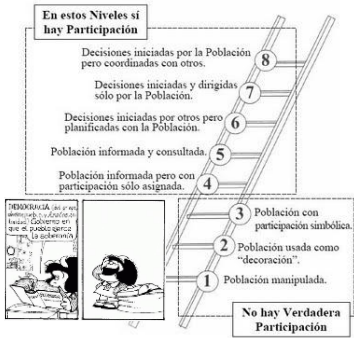 En estos Niveles sí
hay Participación
Decisiones iniciadas por la Población
pero coordinadas con otros.
8
Decisiones iniciadas y dirigidas
sólo por la Población.
7
Decisiones iniciadas por otros pero
planificadas con la Población.
6
Población informada y consultada.
5
Población informada pero con
participación sólo asignada.
4
3
Población con
participación simbólica.
2
Población usada como
"decoración".
1
Población manipulada.
No hay Verdadera
Participación
DEMOCRACIA (del
Gobierno en
que el pueblo ejerce
la soberanía